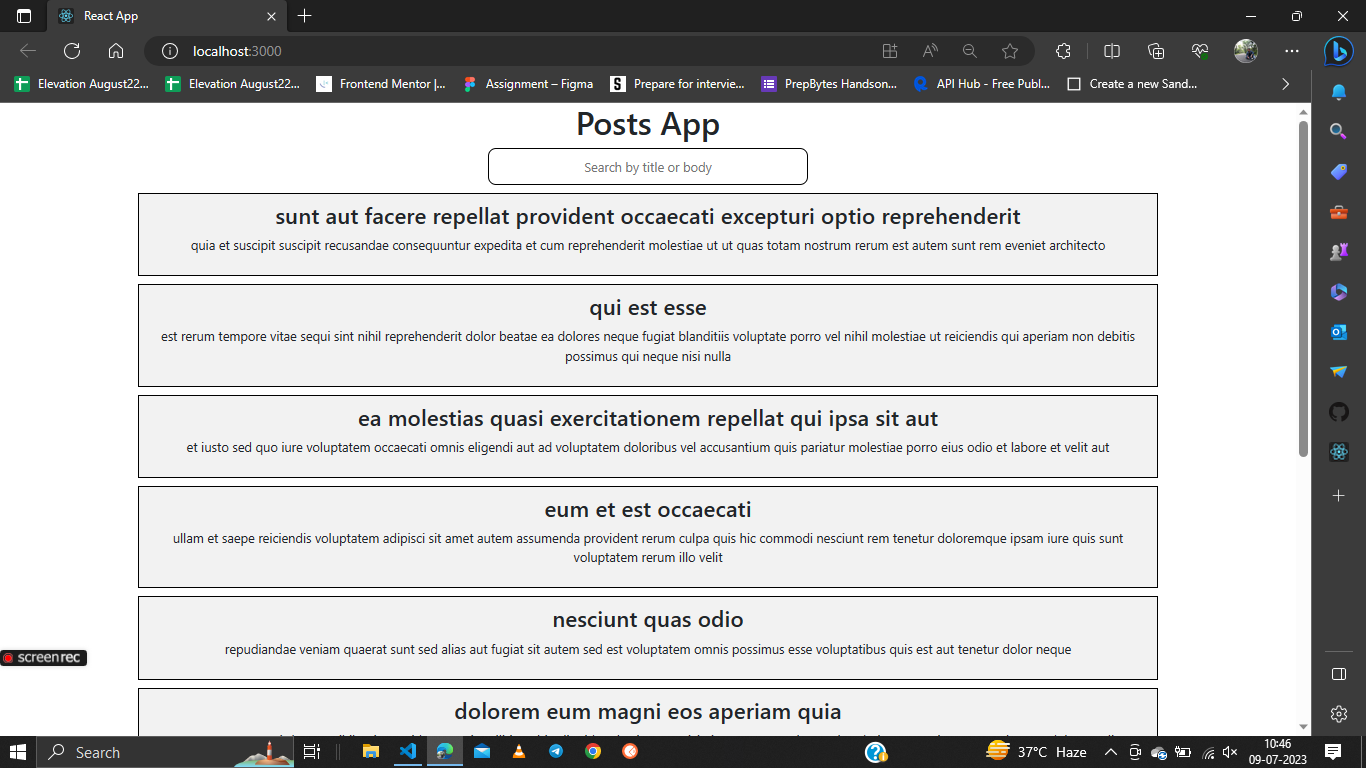 React App
localhost:3000
Elevation August22... Elevation August22... Frontend Mentor |... Assignment – Figma Prepare for intervie... PrepBytes Handson... API Hub - Free Publ... Create a new Sand...
Posts App
Search by title or body
sunt aut facere repellat provident occaecati excepturi optio reprehenderit
quia et suscipit suscipit recusandae consequuntur expedita et cum reprehenderit molestiae ut ut quas totam nostrum rerum est autem sunt rem eveniet architecto
qui est esse
est rerum tempore vitae sequi sint nihil reprehenderit dolor beatae ea dolores neque fugiat blanditiis voluptate porro vel nihil molestiae ut reiciendis qui aperiam non debitis
possimus qui neque nisi nulla
ea molestias quasi exercitationem repellat qui ipsa sit aut
et iusto sed quo iure voluptatem occaecati omnis eligendi aut ad voluptatem doloribus vel accusantium quis pariatur molestiae porro eius odio et labore et velit aut
eum et est occaecati
ullam et saepe reiciendis voluptatem adipisci sit amet autem assumenda provident rerum culpa quis hic commodi nesciunt rem tenetur doloremque ipsam iure quis sunt
voluptatem rerum illo velit
nesciunt quas odio
repudiandae veniam quaerat sunt sed alias aut fugiat sit autem sed est voluptatem omnis possimus esse voluptatibus quis est aut tenetur dolor neque
screenrec
dolorem eum magni eos aperiam quia
Search
37°C Haze
10:46
09-07-2023